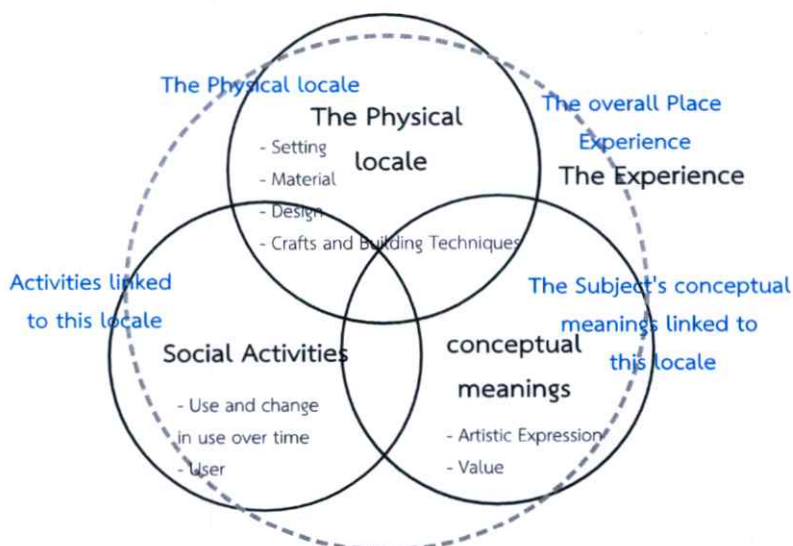 The Physical locale
The overall Place
Experience
The Physical
locale
- Setting
- Material
- Design
- Crafts and Building Techniques
The Experience
Activities linked
to this locale
The Subject's conceptual
meanings linked to
this locale
Social Activities
- Use and change
in use over time
- User
conceptual
meanings
- Artistic Expression
- Value